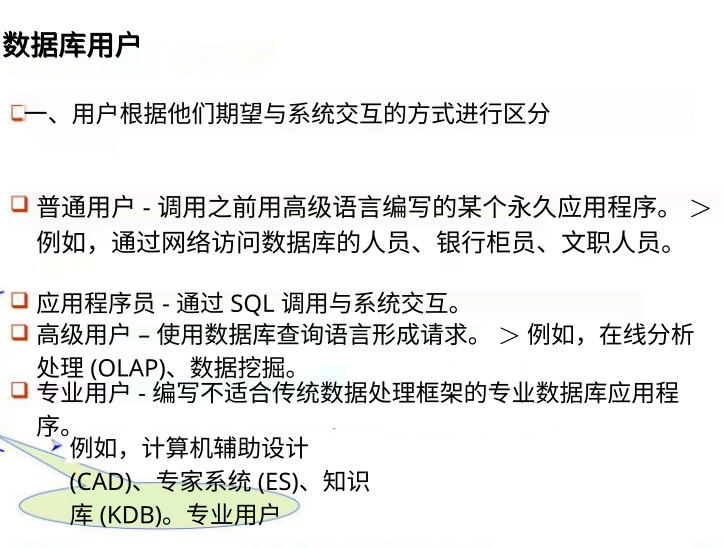 数据库用户
一、用户根据他们期望与系统交互的方式进行区分
普通用户 - 调用之前用高级语言编写的某个永久应用程序。 ＞
例如，通过网络访问数据库的人员、银行柜员、文职人员。
应用程序员 - 通过 SQL 调用与系统交互。
高级用户 – 使用数据库查询语言形成请求。 ＞ 例如，在线分析
处理 (OLAP)、数据挖掘。
专业用户 - 编写不适合传统数据处理框架的专业数据库应用程
序。
例如，计算机辅助设计
(CAD)、专家系统 (ES)、知识
库 (KDB)。专业用户